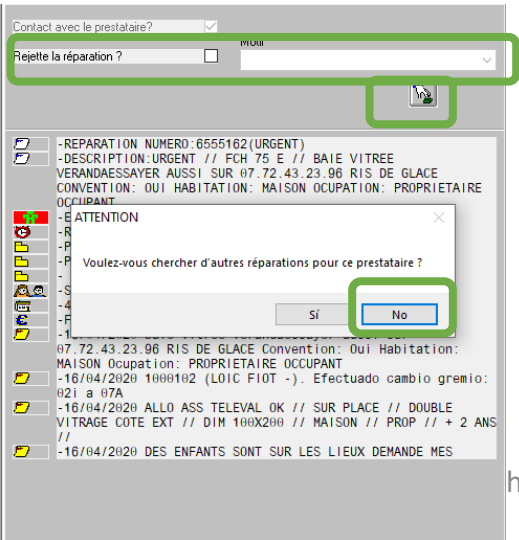 Contact avec le prestataire?
Motif
Rejette la réparation ?
-REPARATION NUMERO:6555162(URGENT)
-DESCRIPTION:URGENT // FCH 75 E // BAIE VITREE
VERANDAESSAYER AUSSI SUR 07.72.43.23.96 RIS DE GLACE
CONVENTION: OUI HABITATION: MAISON OCUPATION: PROPRIETAIRE
OCCUPANT
-E
ATTENTION
-R
-P
-P
Voulez-vous chercher d'autres réparations pour ce prestataire ?
-
-S
-4
Sí
No
-F
07.72.43.23.96 RIS DE GLACE Convention: Oui Habitation:
MAISON Ocupation: PROPRIETAIRE OCCUPANT
-16/04/2020 1000102 (LOIC FIOT -). Efectuado cambio gremio:
02i a 07A
-16/04/2020 ALLO ASS TELEVAL OK // SUR PLACE // DOUBLE
VITRAGE COTE EXT // DIM 100X200 // MAISON // PROP // + 2 ANS
//
-16/04/2020 DES ENFANTS SONT SUR LES LIEUX DEMANDE MES
h